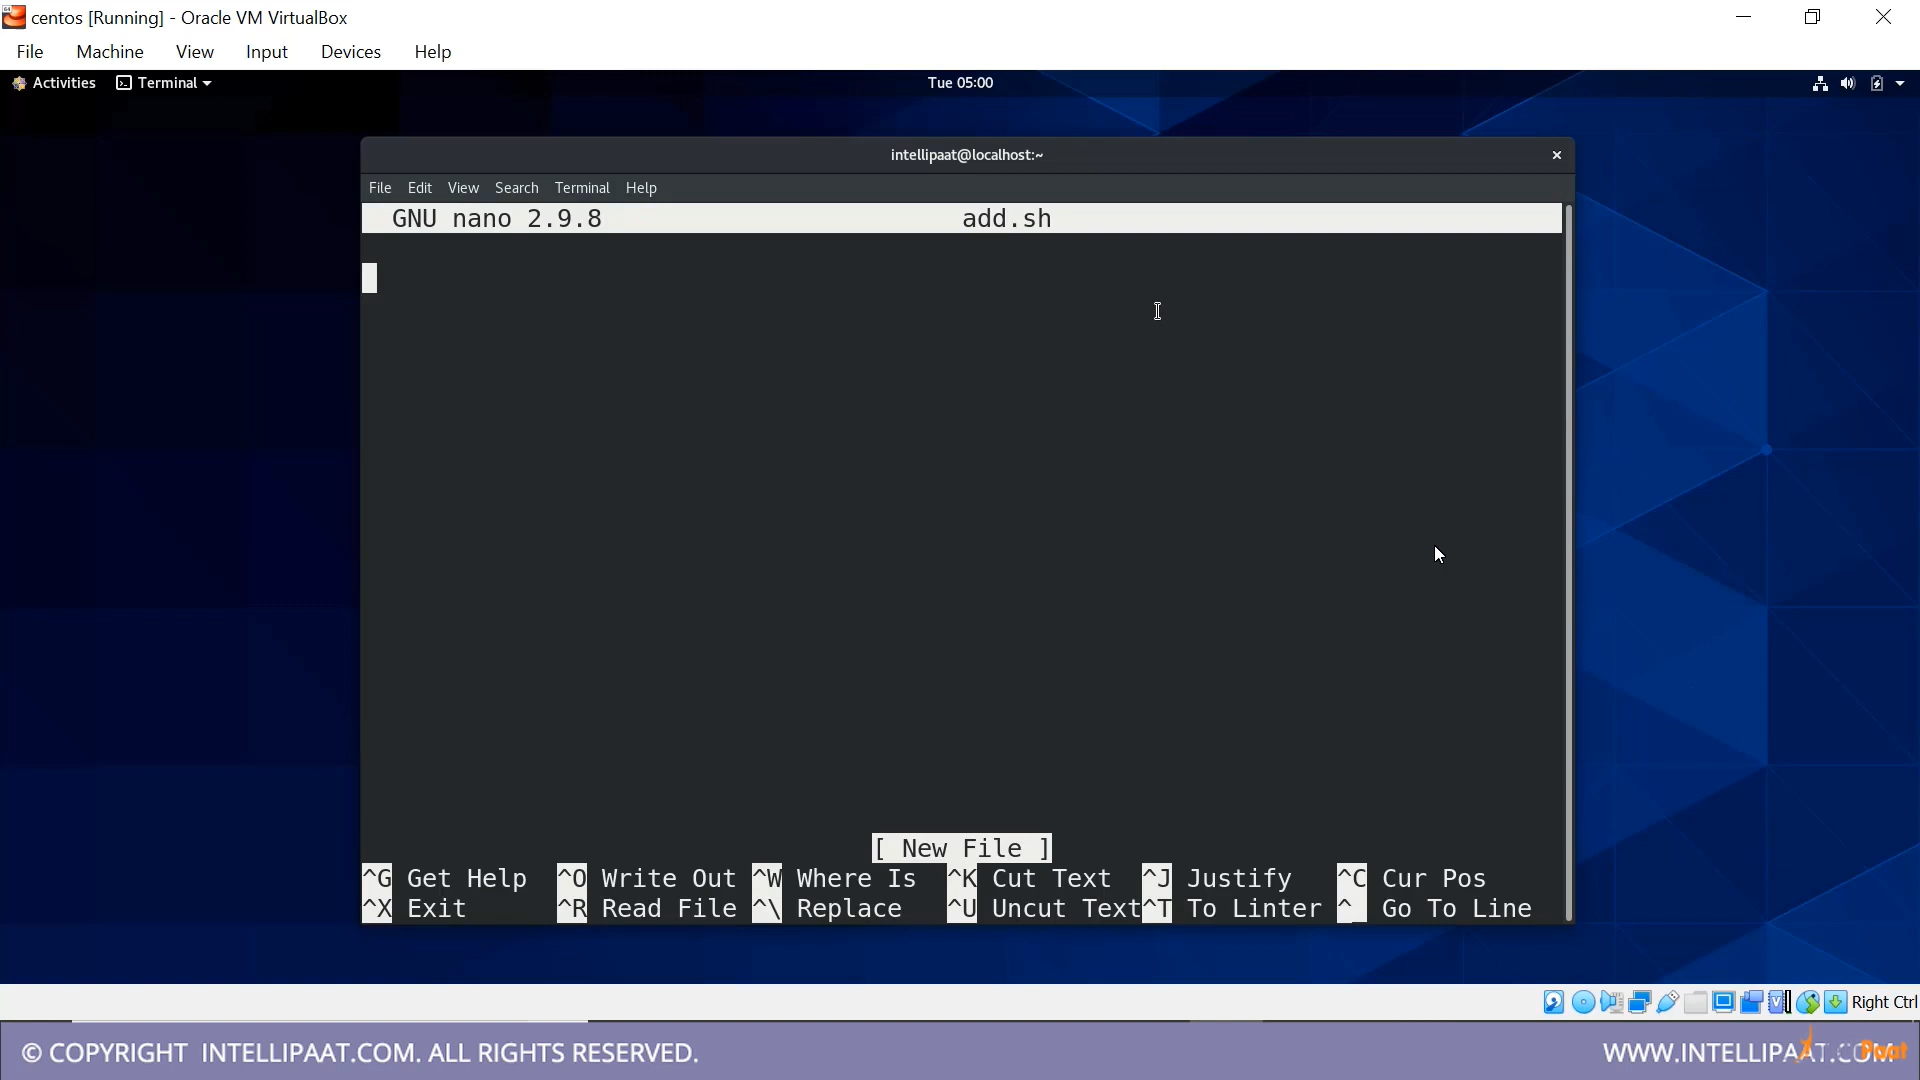 centos [Running] - Oracle VM VirtualBox
File Machine View Input Devices Help
Activities Terminal Tue 05:00
intellipaat@localhost:~
File Edit View Search Terminal Help
GNU nano 2.9.8 add.sh
[ New File ]
^G Get Help ^O Write Out ^W Where Is ^K Cut Text ^J Justify ^C Cur Pos
^X Exit ^R Read File ^\ Replace ^U Uncut Text ^T To Linter ^_ Go To Line
Right Ctrl
© COPYRIGHT INTELLIPAAT.COM. ALL RIGHTS RESERVED.
WWW.INTELLIPAAT.COM